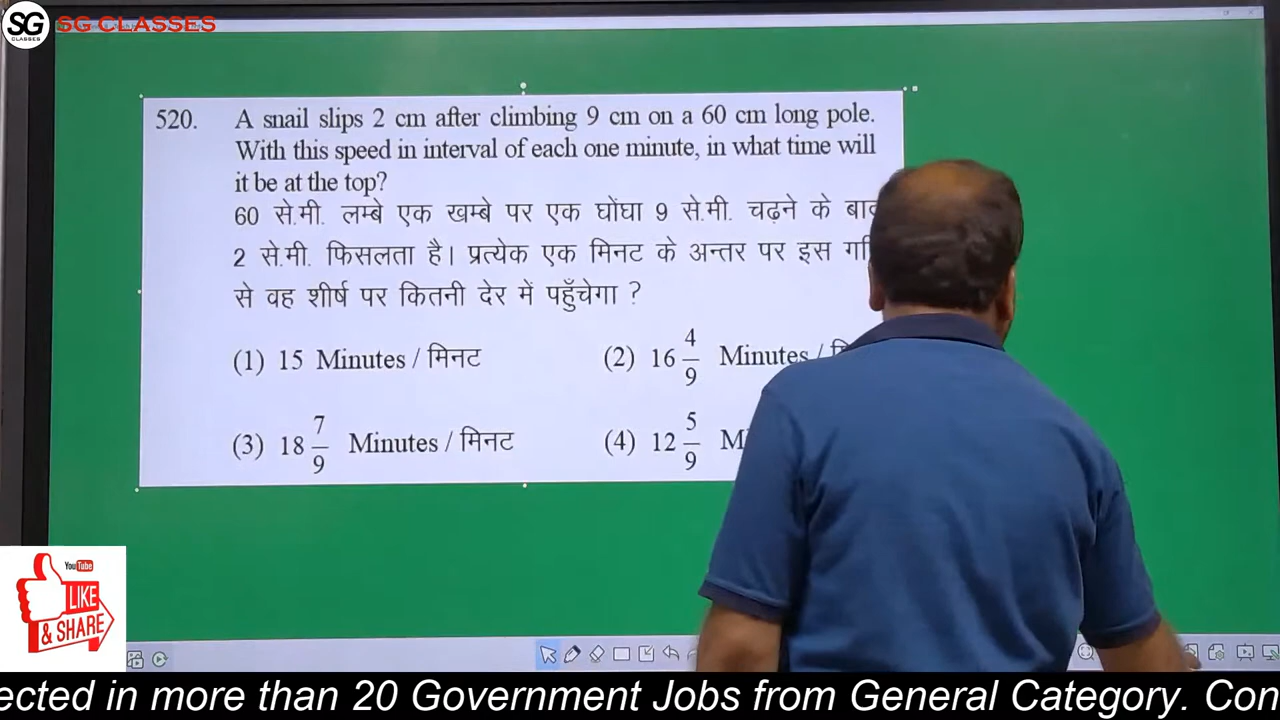 SG
CLASSES
SG CLASSES
520. A snail slips 2 cm after climbing 9 cm on a 60 cm long pole.
With this speed in interval of each one minute, in what time will
it be at the top?
60 से.मी. लम्बे एक खम्बे पर एक घोंघा 9 से.मी. चढ़ने के
2 से.मी. फिसलता है। प्रत्येक एक मिनट के अन्तर पर इस
से वह शीर्ष पर कितनी देर में पहुँचेगा ?
(1) 15 Minutes / मिनट (2) 16 4/9 Minutes /
(3) 18 7/9 Minutes / मिनट (4) 12 5/9
YouTube
LIKE
& SHARE
ected in more than 20 Government Jobs from General Category. Con